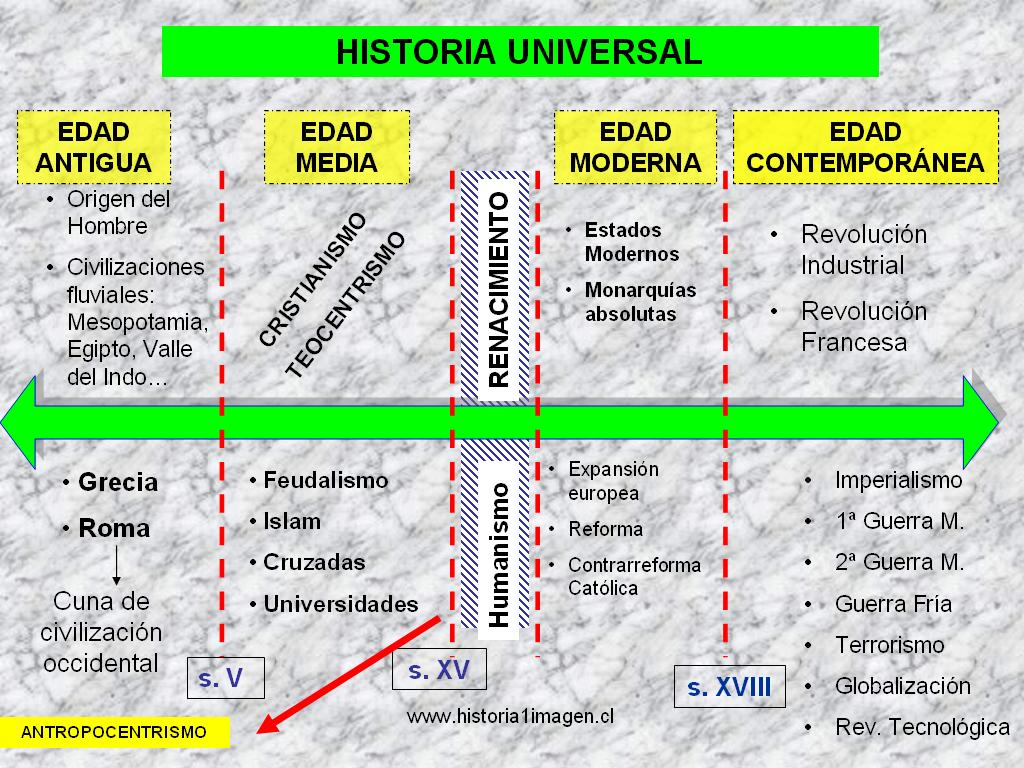 HISTORIA UNIVERSAL
EDAD
ANTIGUA
• Origen del
Hombre
• Civilizaciones
fluviales:
Mesopotamia,
Egipto, Valle
del Indo…
• Grecia
• Roma
Cuna de
civilización
occidental
s. V
ANTROPOCENTRISMO
EDAD
MEDIA
CRISTIANISMO
TEOCENTRISMO
• Feudalismo
• Islam
• Cruzadas
• Universidades
s. XV
RENACIMIENTO
Humanismo
www.historia1imagen.cl
EDAD
MODERNA
• Estados
Modernos
• Monarquías
absolutas
• Expansión
europea
• Reforma
• Contrarreforma
Católica
s. XVIII
EDAD
CONTEMPORÁNEA
• Revolución
Industrial
• Revolución
Francesa
• Imperialismo
• 1ª Guerra M.
• 2ª Guerra M.
• Guerra Fría
• Terrorismo
• Globalización
• Rev. Tecnológica